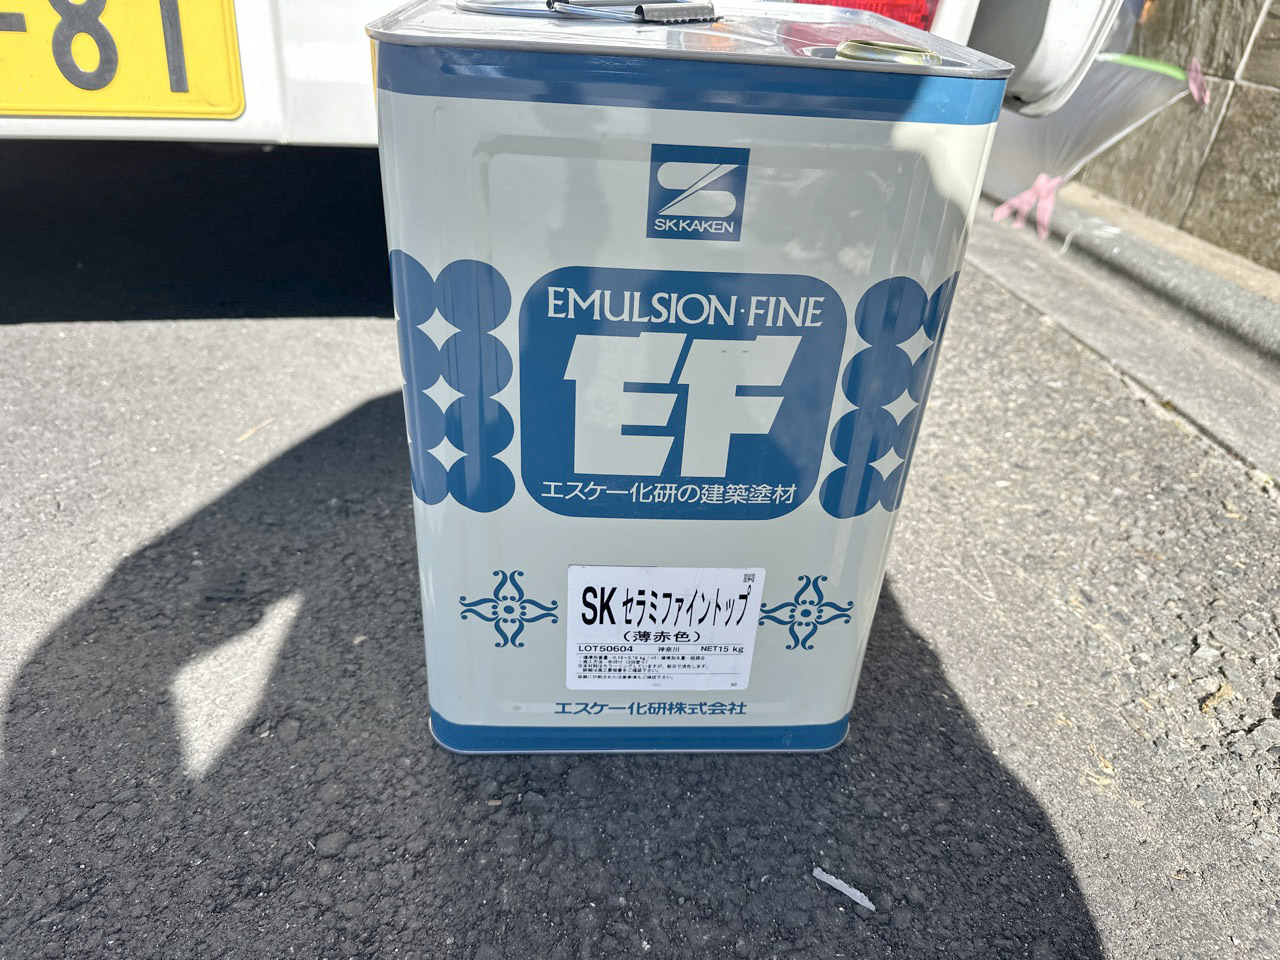 81
SK KAKEN
EMULSION·FINE
EF
エスケー化研の建築塗材
SK セラミファイントップ
(薄赤色)
LOT50604 神奈川 NET15 kg
エスケー化研株式会社